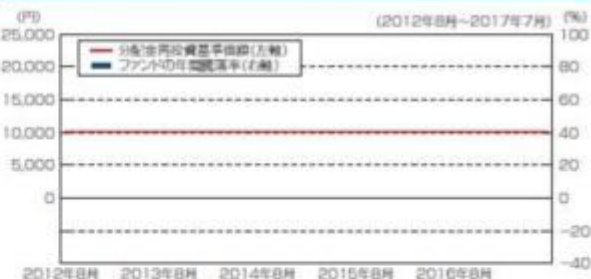 (円) (2012年8月～2017年7月) (%)
25,000 100
分配金再投資基準価額(左軸)
ファンドの年間騰落率(右軸)
20,000 80
15,000 60
10,000 40
5,000 20
0 0
-20
-40
2012年8月 2013年8月 2014年8月 2015年8月 2016年8月